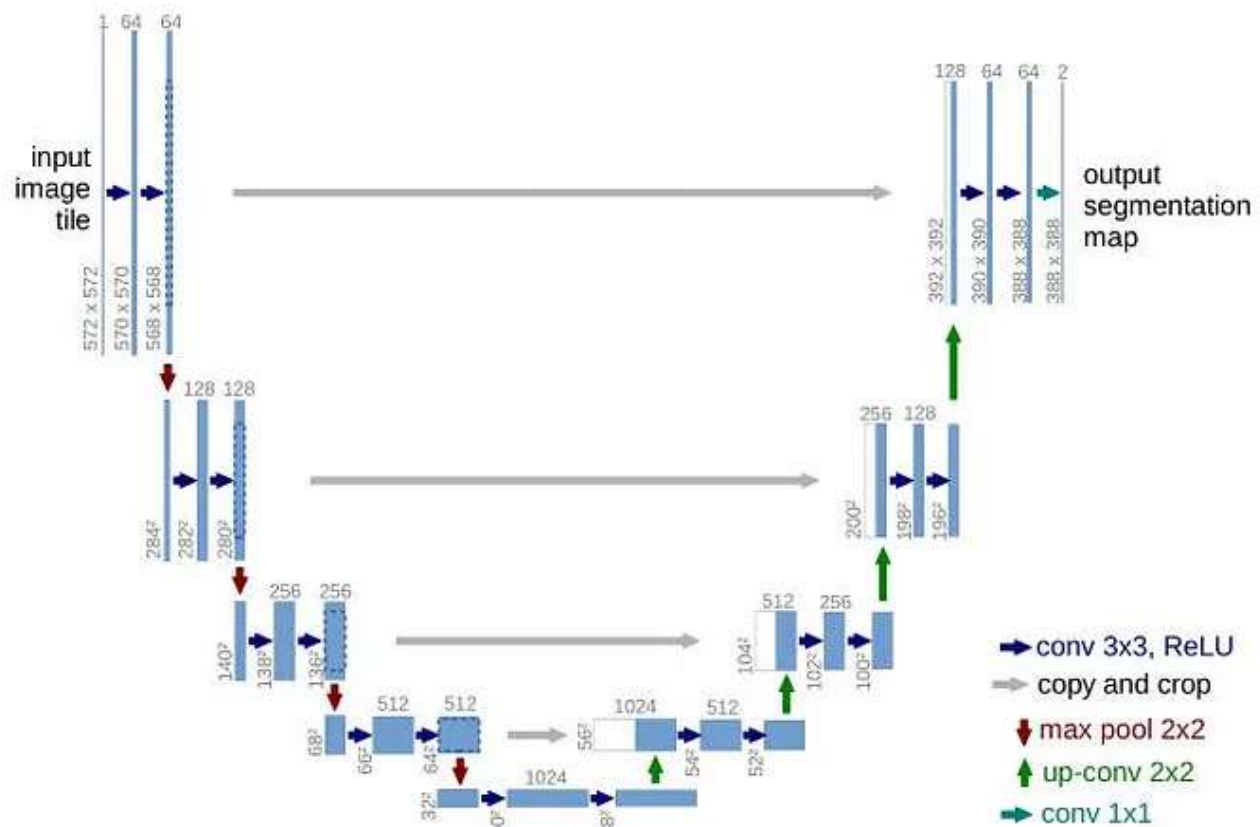 1 64 64
128 64 64 2
input
image
tile
output
segmentation
map
572 x 572
570 x 570
568 x 568
392 x 392
390 x 390
388 x 388
388 x 388
128 128
256 128
284²
282²
280²
200²
198²
196²
256 256
512 256
140²
138²
136²
104²
102²
100²
512 512
1024 512
68²
66²
64²
56²
54²
52²
1024
32²
conv 3x3, ReLU
copy and crop
max pool 2x2
up-conv 2x2
conv 1x1